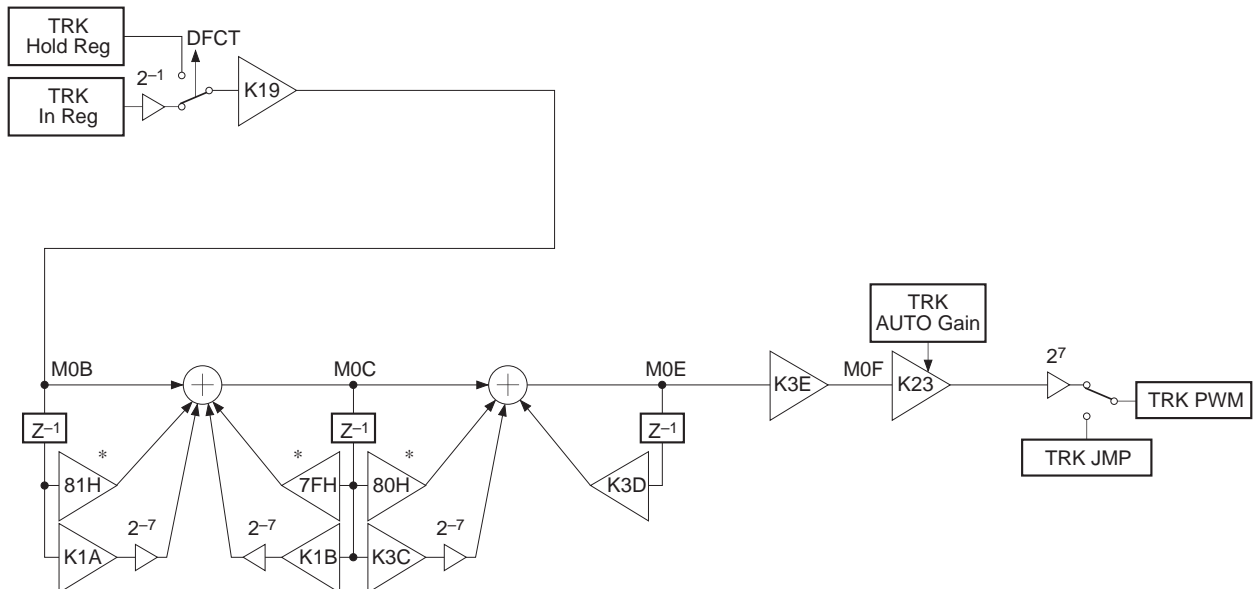 TRK
Hold Reg
DFCT
2–1
K19
TRK
In Reg
TRK
AUTO Gain
M0B
M0C
M0E
K3E
M0F
K23
27
TRK PWM
Z–1
Z–1
Z–1
TRK JMP
*
*
*
81H
7FH
80H
K3D
2–7
2–7
2–7
K1A
K1B
K3C